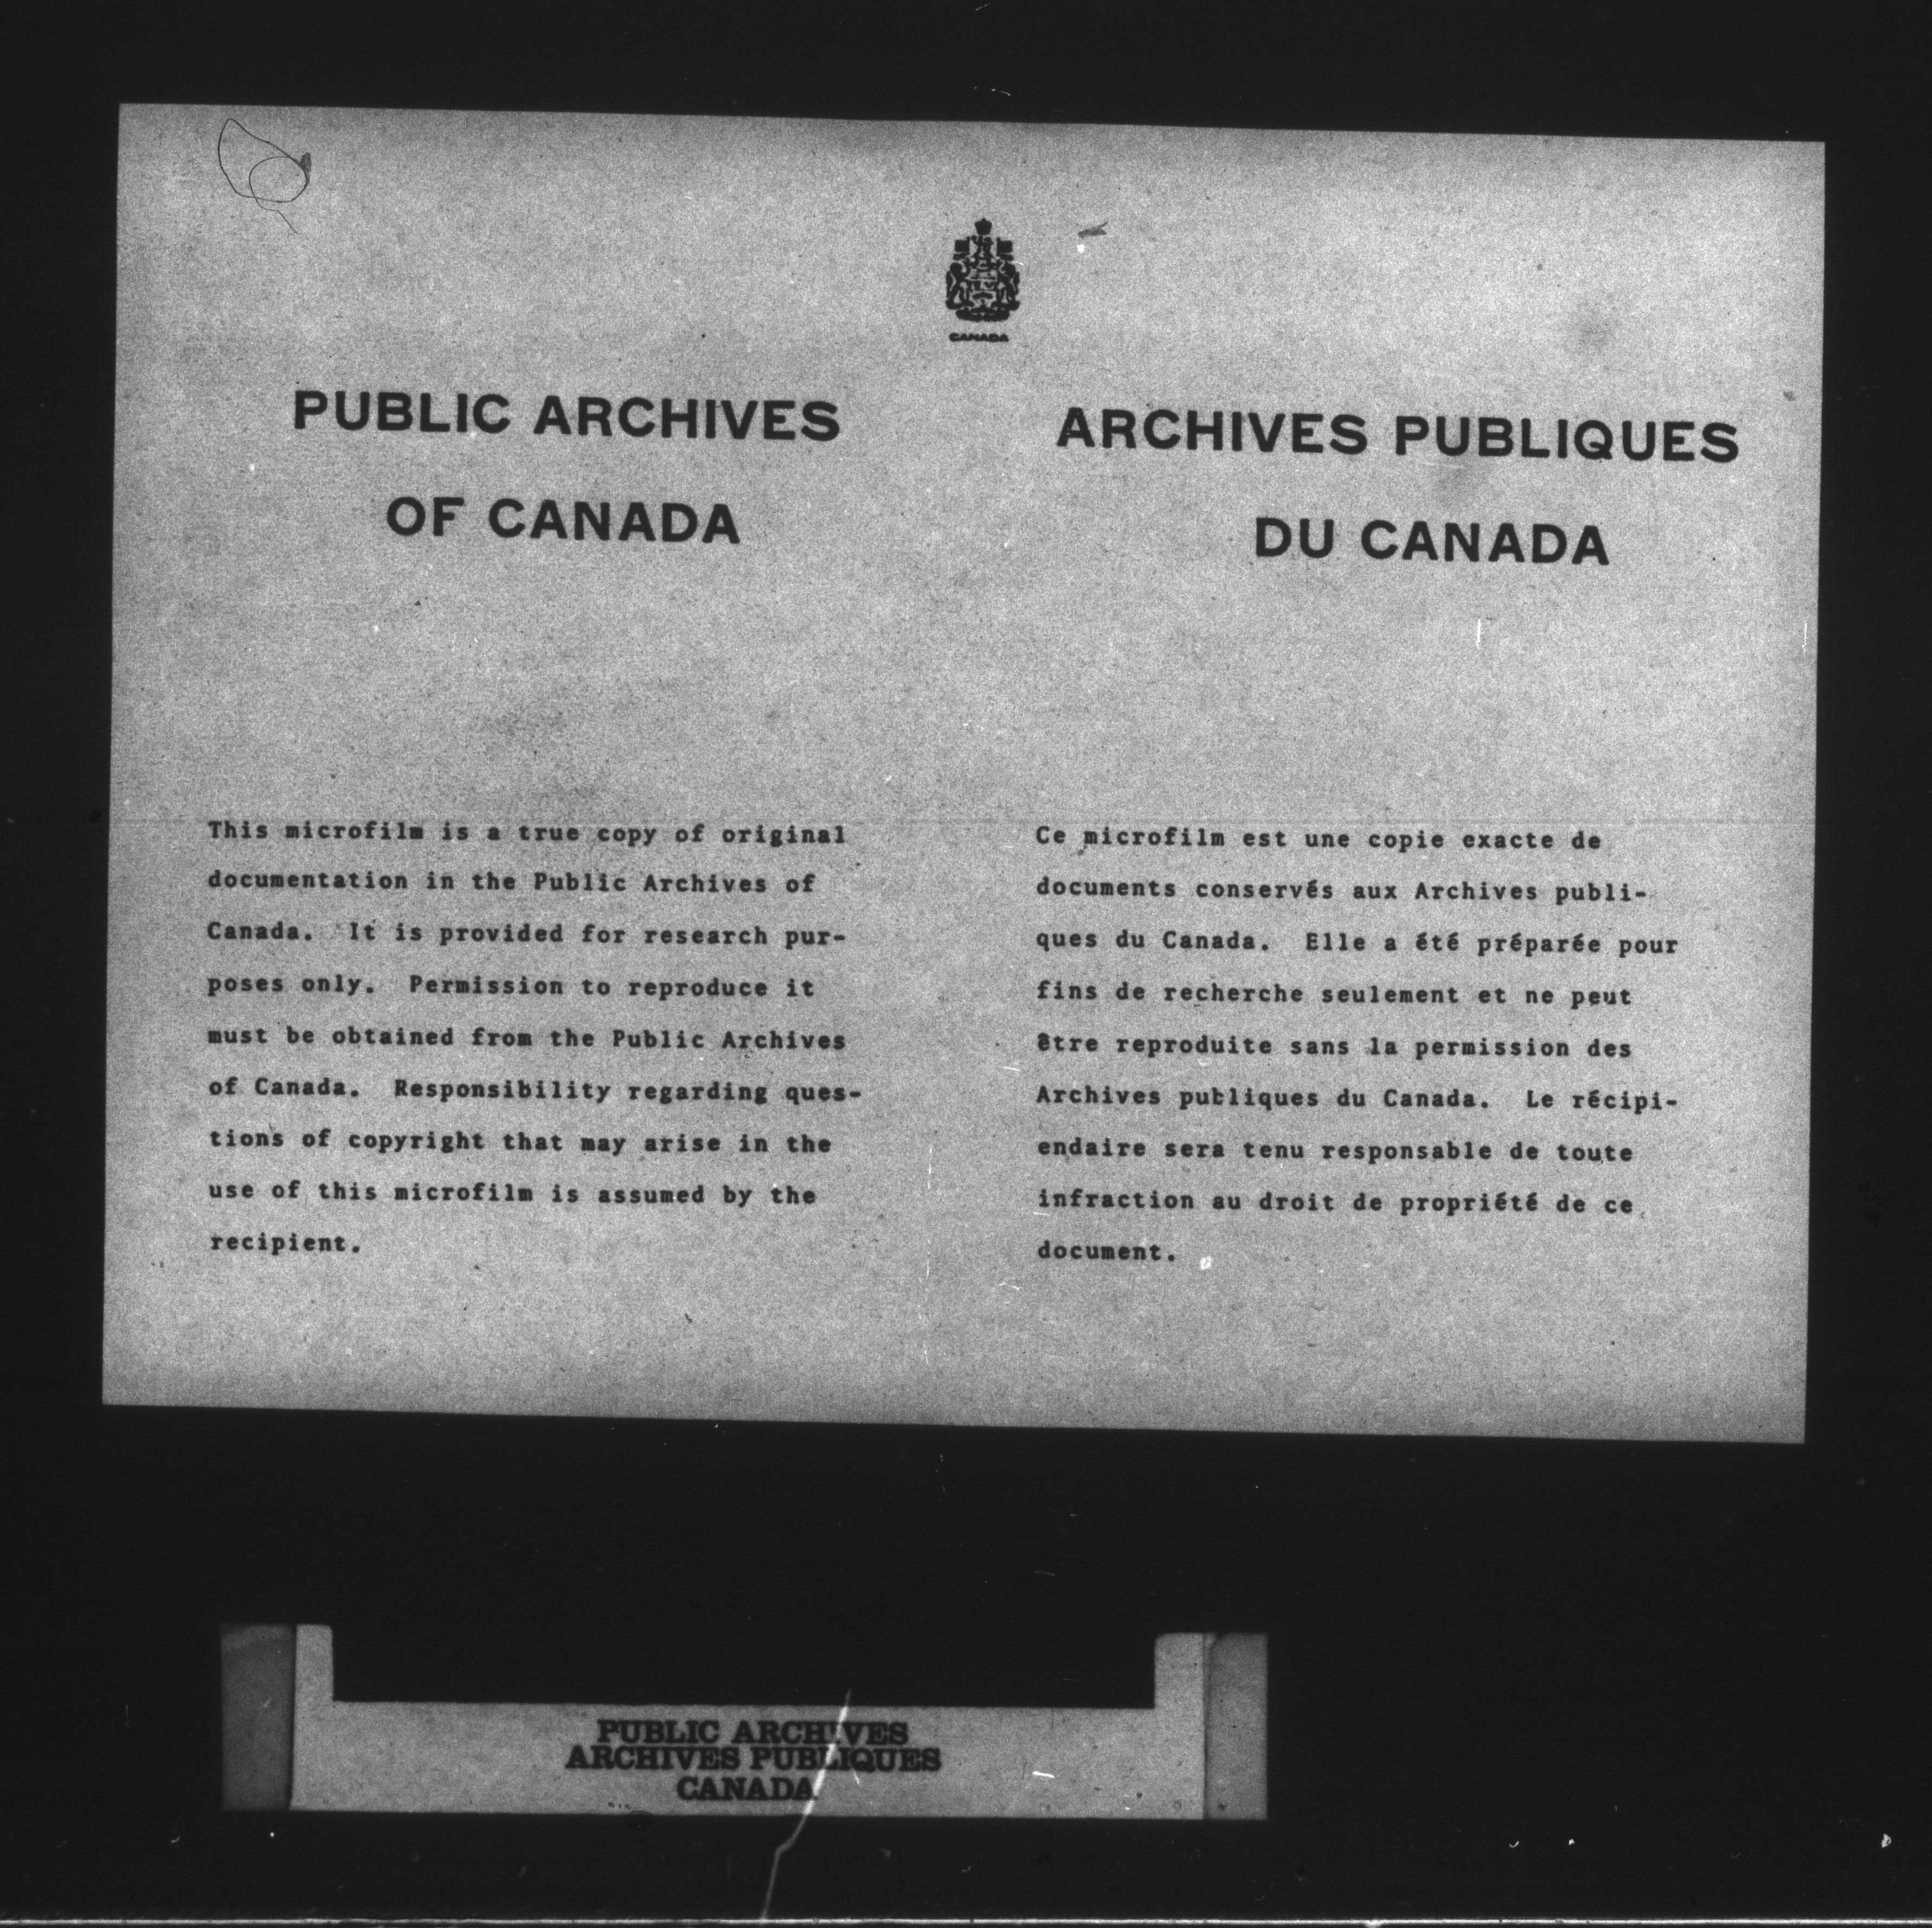 CANADA
PUBLIC ARCHIVES
OF CANADA
This microfilm is a true copy of original
documentation in the Public Archives of
Canada. It is provided for research pur-
poses only. Permission to reproduce it
must be obtained from the Public Archives
of Canada. Responsibility regarding ques-
tions of copyright that may arise in the
use of this microfilm is assumed by the
recipient.
ARCHIVES PUBLIQUES
DU CANADA
Ce microfilm est une copie exacte de
documents conservés aux Archives publi-
ques du Canada. Elle a été préparée pour
fins de recherche seulement et ne peut
être reproduite sans la permission des
Archives publiques du Canada. Le récipi-
endaire sera tenu responsable de toute
infraction au droit de propriété de ce
document.
PUBLIC ARCHIVES
ARCHIVES PUBLIQUES
CANADA